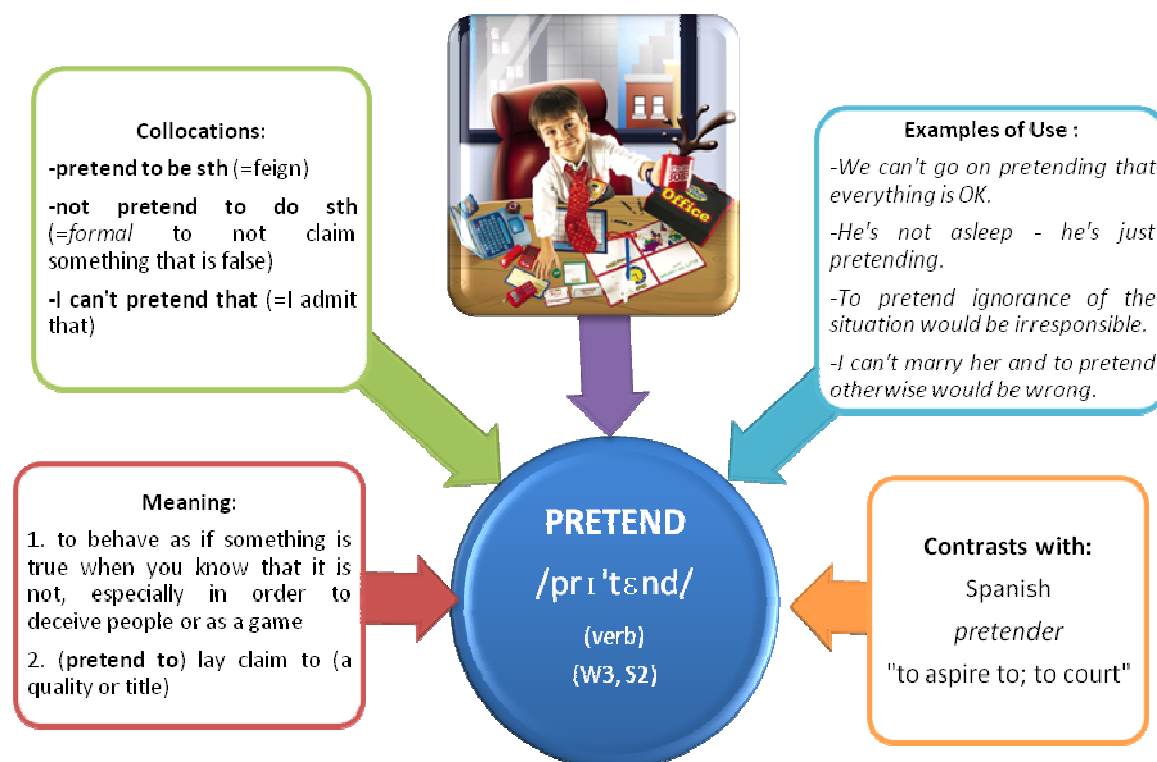 Collocations:
-pretend to be sth (=feign)
-not pretend to do sth
(=formal to not claim
something that is false)
-I can't pretend that (=I admit
that)
Office
Examples of Use :
-We can't go on pretending that
everything is OK.
-He's not asleep - he's just
pretending.
-To pretend ignorance of the
situation would be irresponsible.
-I can't marry her and to pretend
otherwise would be wrong.
Meaning:
1. to behave as if something is
true when you know that it is
not, especially in order to
deceive people or as a game
2. (pretend to) lay claim to (a
quality or title)
PRETEND
/prɪ'tɛnd/
(verb)
(W3, S2)
Contrasts with:
Spanish
pretender
"to aspire to; to court"